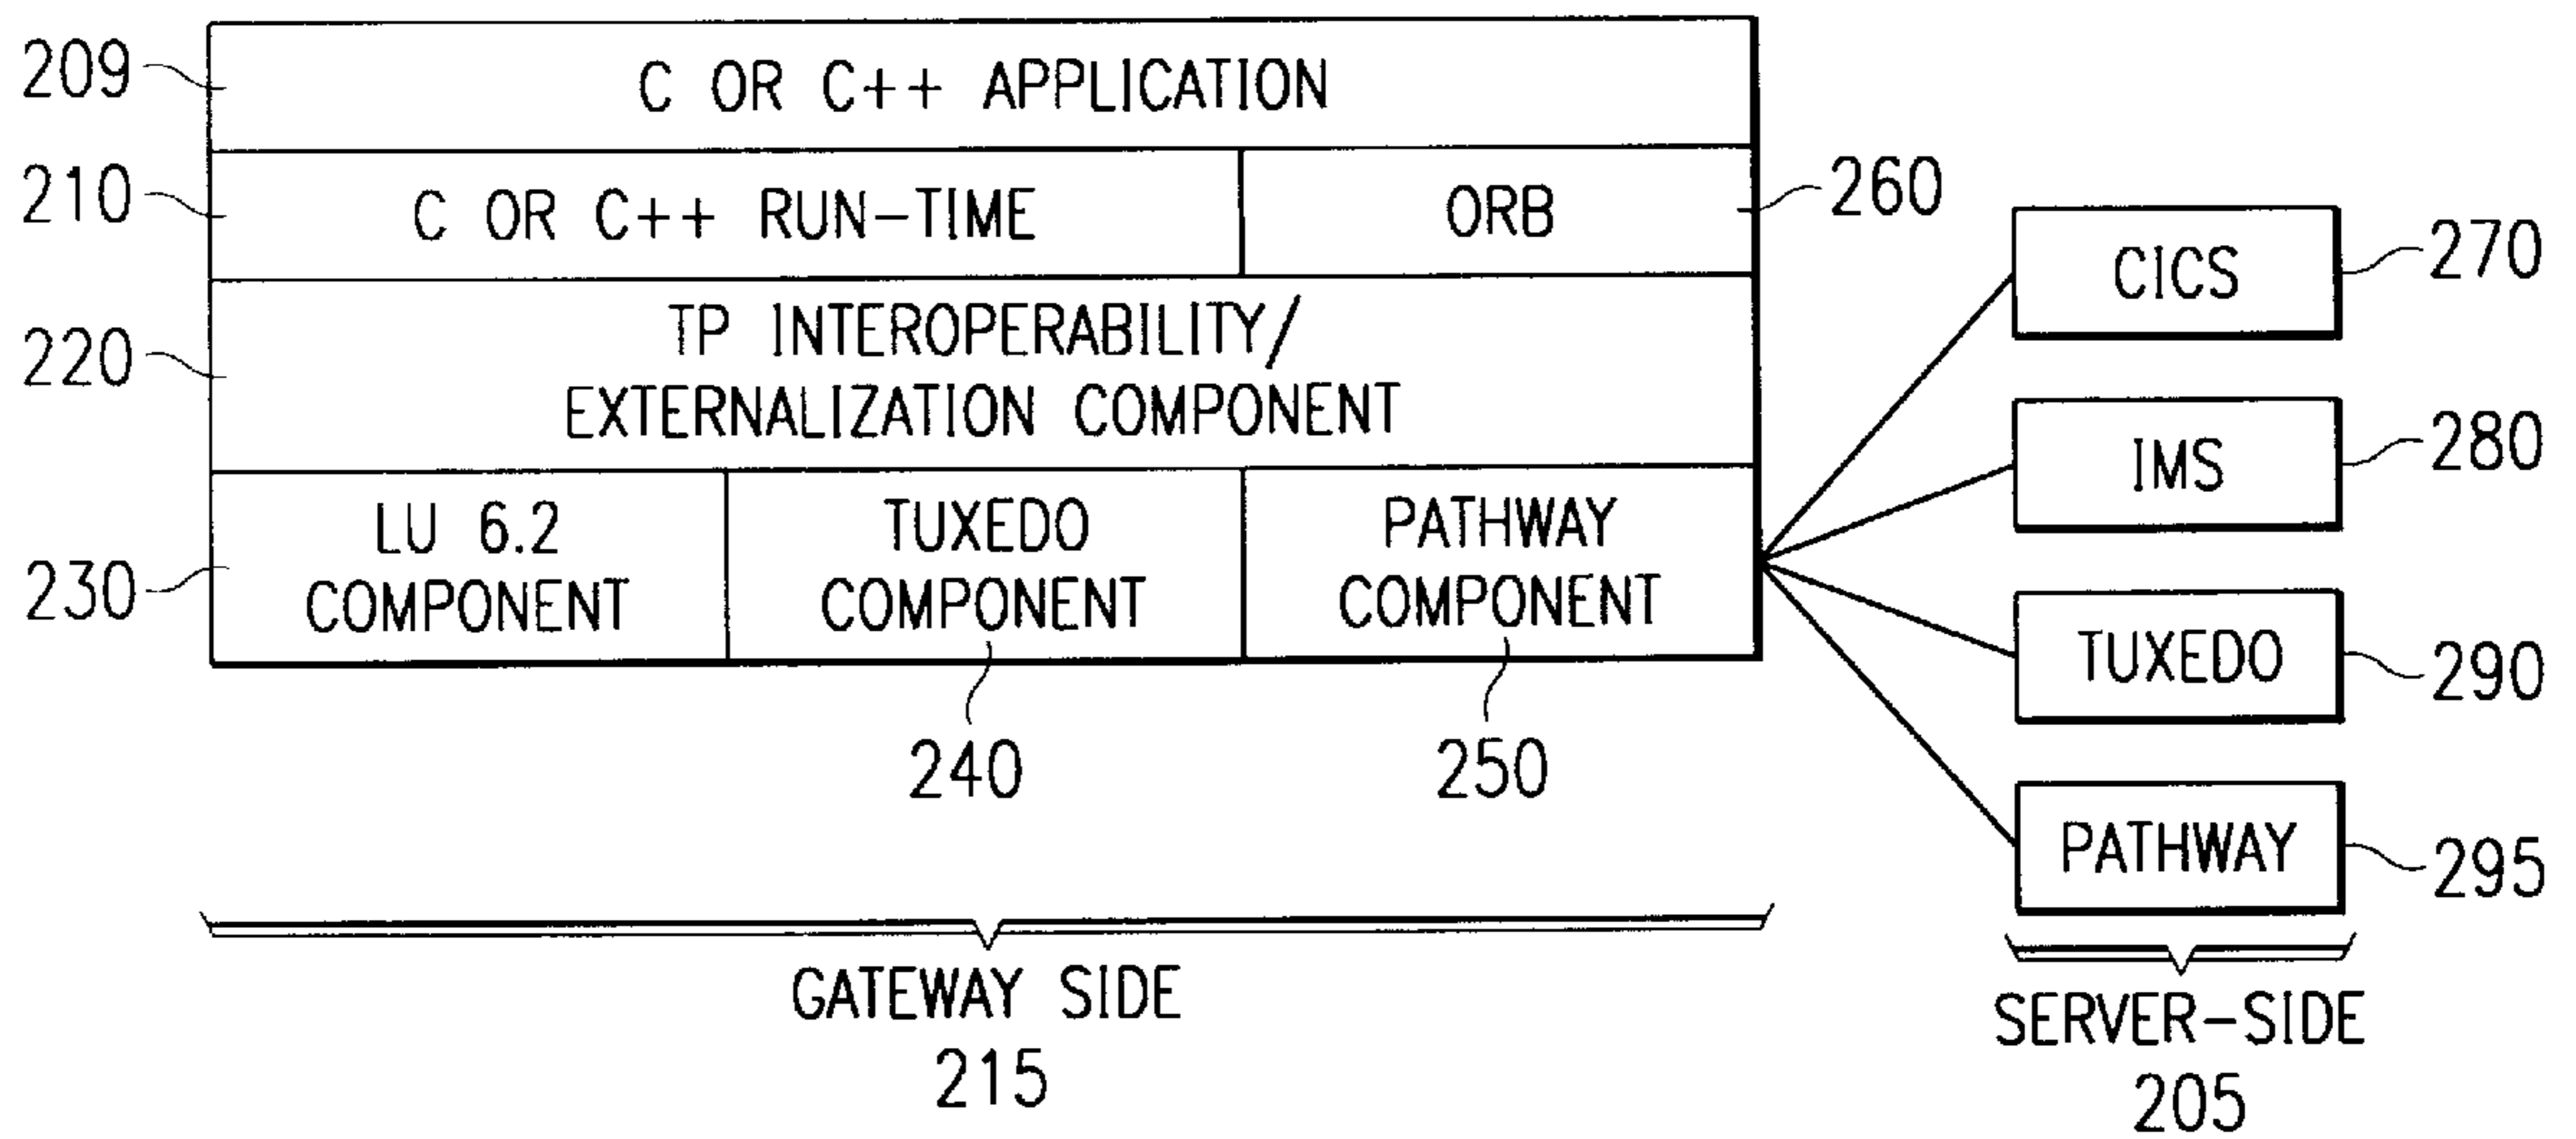 209
C OR C++ APPLICATION
210
C OR C++ RUN-TIME
ORB
260
220
TP INTEROPERABILITY/
EXTERNALIZATION COMPONENT
230
LU 6.2
COMPONENT
TUXEDO
COMPONENT
PATHWAY
COMPONENT
240
250
CICS
270
IMS
280
TUXEDO
290
PATHWAY
295
GATEWAY SIDE
215
SERVER-SIDE
205